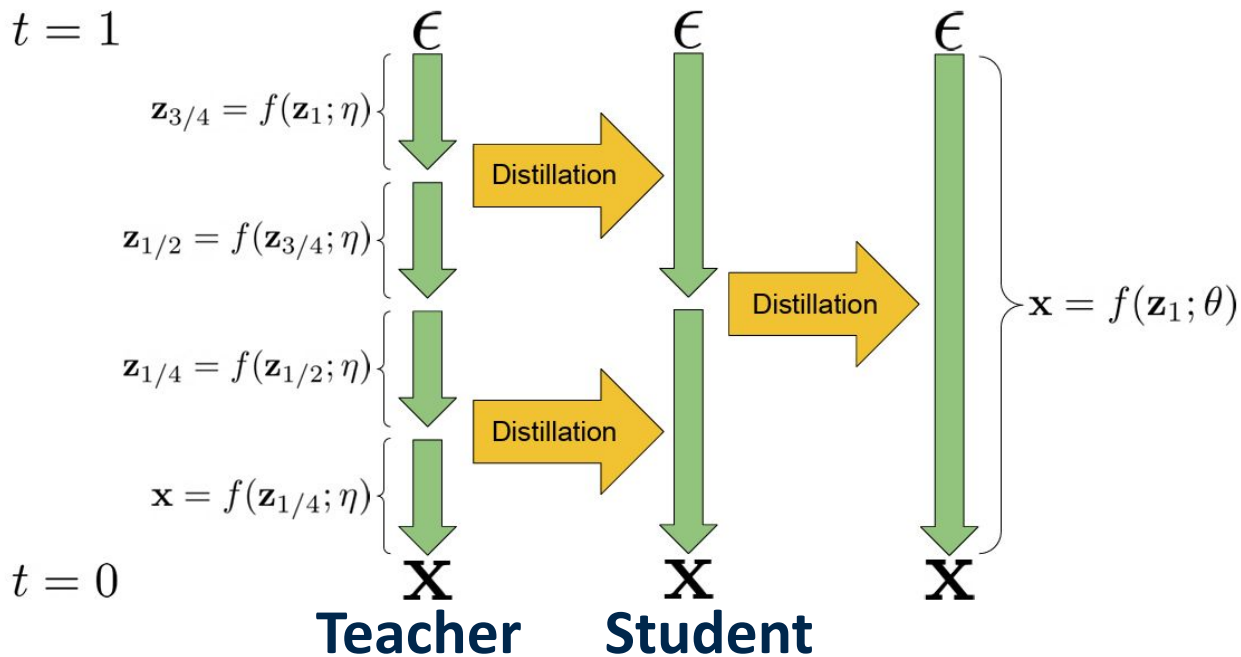 t = 1
ϵ ϵ ϵ
z_{3/4} = f(z_1; η)
Distillation
z_{1/2} = f(z_{3/4}; η)
Distillation
x = f(z_1; θ)
z_{1/4} = f(z_{1/2}; η)
Distillation
x = f(z_{1/4}; η)
t = 0
x x x
Teacher Student